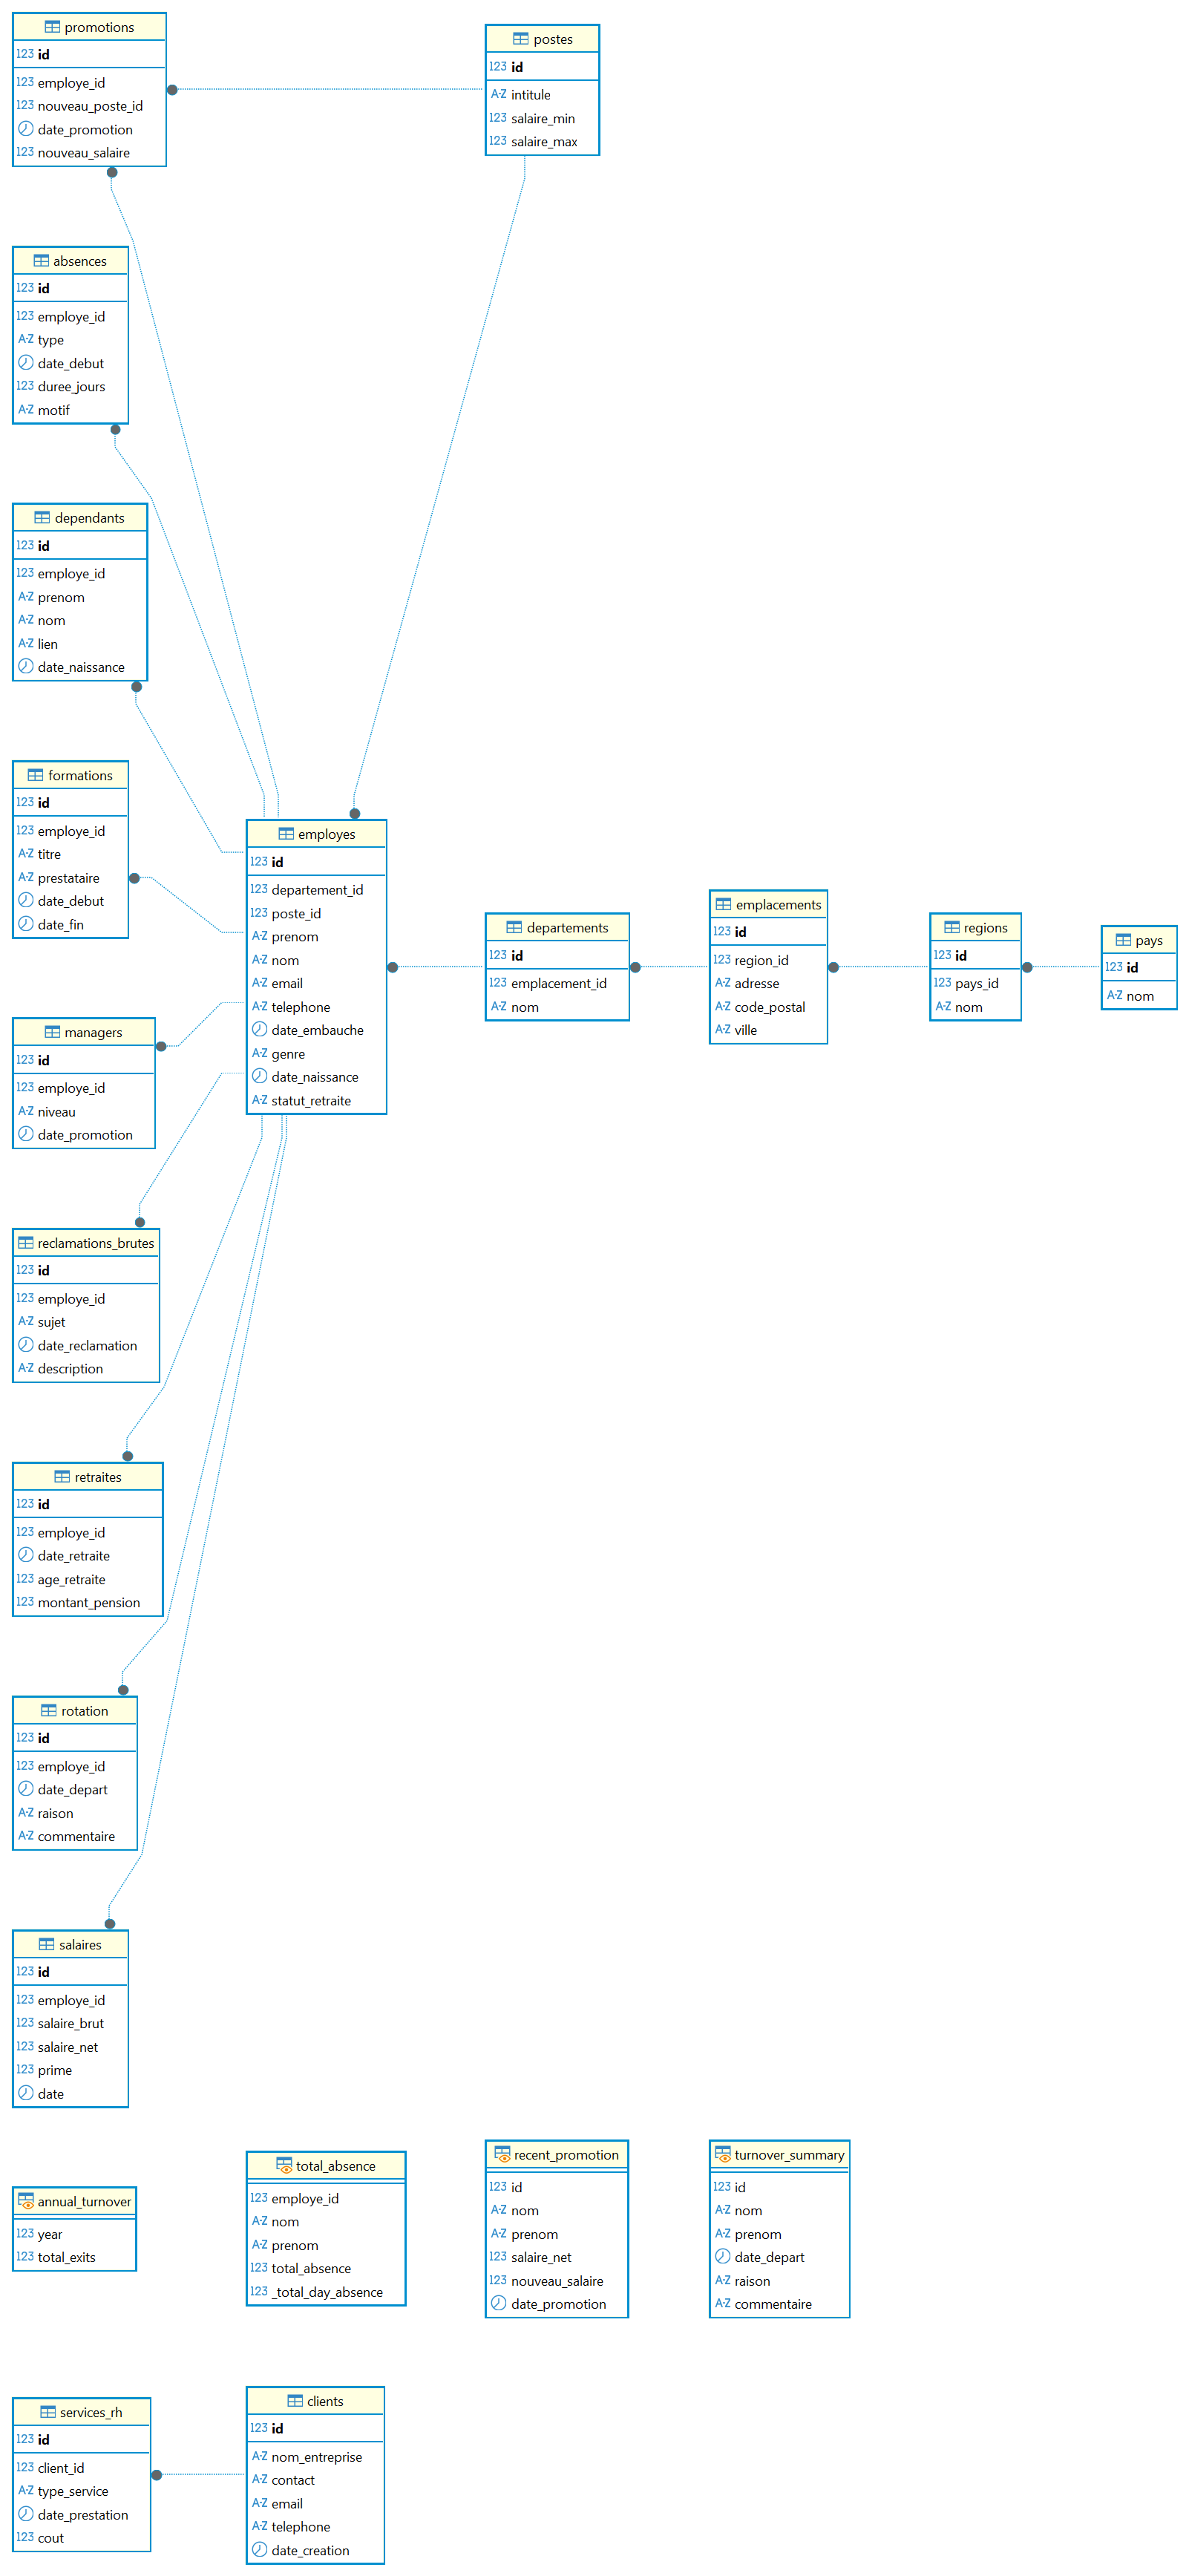 promotions
123 id
123 employe_id
123 nouveau_poste_id
date_promotion
123 nouveau_salaire
postes
123 id
A-Z intitule
123 salaire_min
123 salaire_max
absences
123 id
123 employe_id
A-Z type
date_debut
123 duree_jours
A-Z motif
dependants
123 id
123 employe_id
A-Z prenom
A-Z nom
A-Z lien
date_naissance
formations
123 id
123 employe_id
A-Z titre
A-Z prestataire
date_debut
date_fin
employes
123 id
123 departement_id
123 poste_id
A-Z prenom
A-Z nom
A-Z email
A-Z telephone
date_embauche
A-Z genre
date_naissance
A-Z statut_retraite
departements
123 id
123 emplacement_id
A-Z nom
emplacements
123 id
123 region_id
A-Z adresse
A-Z code_postal
A-Z ville
regions
123 id
123 pays_id
A-Z nom
pays
123 id
A-Z nom
managers
123 id
123 employe_id
A-Z niveau
date_promotion
reclamations_brutes
123 id
123 employe_id
A-Z sujet
date_reclamation
A-Z description
retraites
123 id
123 employe_id
date_retraite
123 age_retraite
123 montant_pension
rotation
123 id
123 employe_id
date_depart
A-Z raison
A-Z commentaire
salaires
123 id
123 employe_id
123 salaire_brut
123 salaire_net
123 prime
date
annual_turnover
123 year
123 total_exits
total_absence
123 employe_id
A-Z nom
A-Z prenom
123 total_absence
123 _total_day_absence
recent_promotion
123 id
A-Z nom
A-Z prenom
123 salaire_net
123 nouveau_salaire
date_promotion
turnover_summary
123 id
A-Z nom
A-Z prenom
date_depart
A-Z raison
A-Z commentaire
services_rh
123 id
123 client_id
A-Z type_service
date_prestation
123 cout
clients
123 id
A-Z nom_entreprise
A-Z contact
A-Z email
A-Z telephone
date_creation